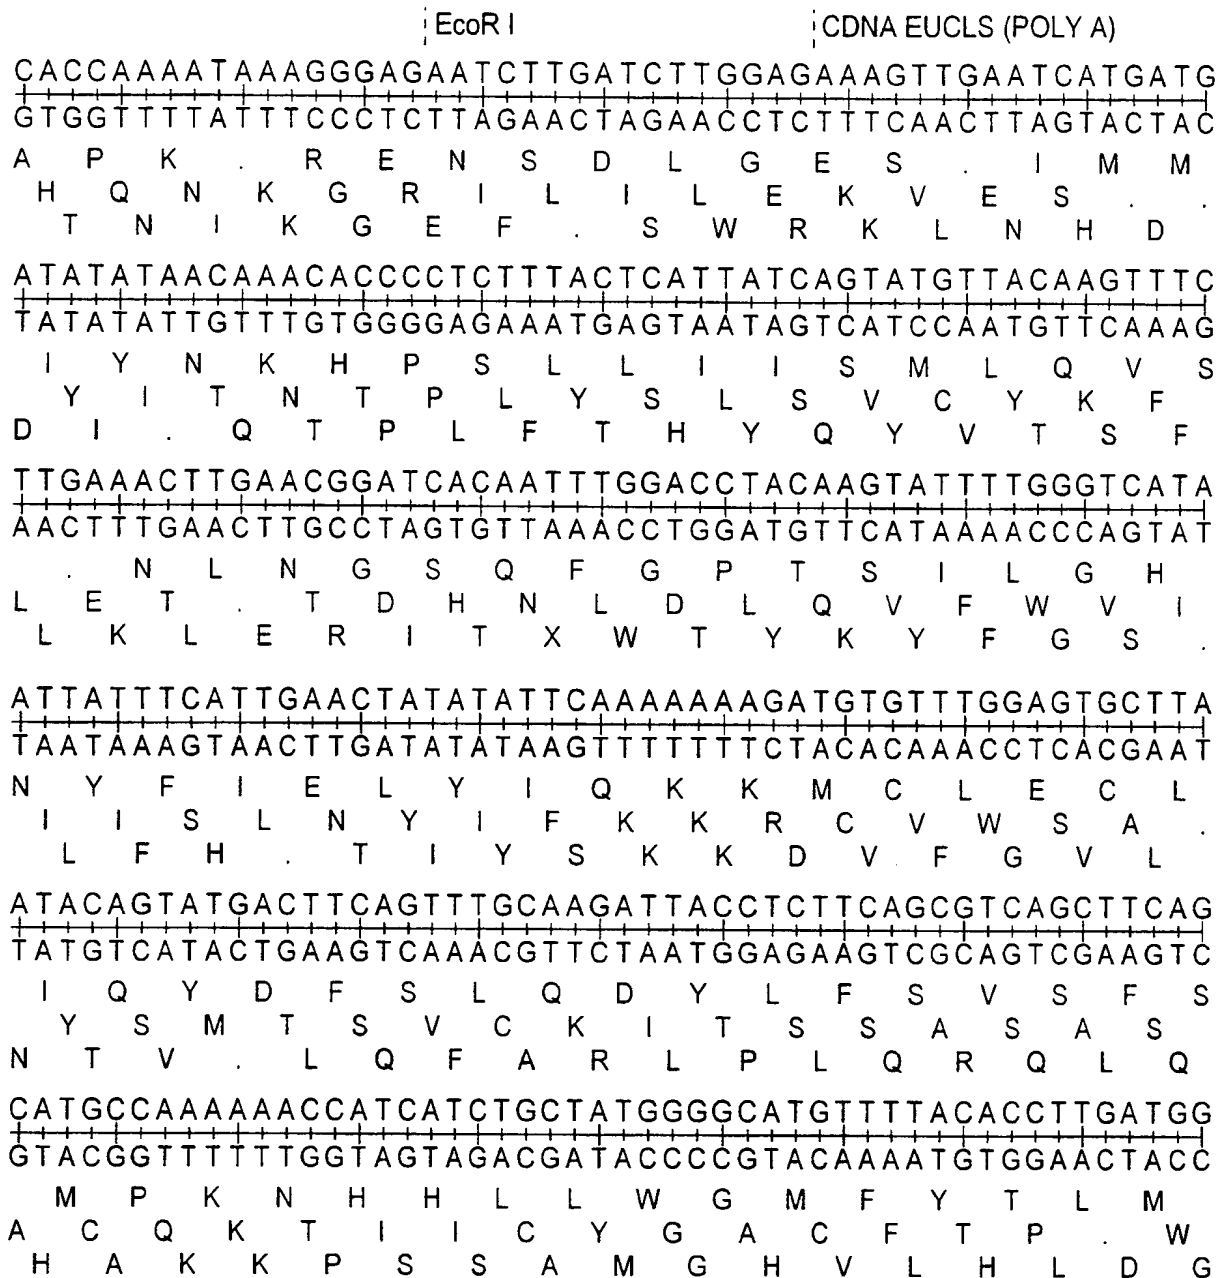 EcoR I
CDNA EUCLS (POLY A)
CACCAAAATAAAGGGAGAATCTTGATCTTGGAGAAAGTTGAATCATGATG
GTGGTTTTATTTCCCTCTTAGAACTAGAACCTCTTTCAACTTAGTACTAC
A P K . R E N S D L G E S . I M M
H Q N K G R I L I L E K V E S . .
T N I K G E F . S W R K L N H D
ATATATAACAAACACCCCTCTTTACTCATTATCAGTATGTTACAAGTTTC
TATATATTGTTTGTGGGGAGAAATGAGTAATAGTCATCCAATGTTCAAAG
I Y N K H P S L L I I S M L Q V S
Y I T N T P L Y S L S V C Y K F
D I . Q T P L F T H Y Q Y V T S F
TTGAAACTTGAACGGATCACAATTTGGACCTACAAGTATTTTGGGTCATA
AACTTTGAACTTGCCTAGTGTTAAACCTGGATGTTCATAAAACCCAGTAT
. N L N G S Q F G P T S I L G H
L E T . T D H N L D L Q V F W V I
L K L E R I T X W T Y K Y F G S .
ATTATTTCATTGAACTATATATTCAAAAAAAGATGTGTTTGGAGTGCTTA
TAATAAAGTAACTTGATATATAAGTTTTTTTCTACACAAACCTCACGAAT
N Y F I E L Y I Q K K M C L E C L
I I S L N Y I F K K R C V W S A .
L F H . T I Y S K K D V F G V L
ATACAGTATGACTTCAGTTTGCAAGATTACCTCTTCAGCGTCAGCTTCAG
TATGTCATACTGAAGTCAAACGTTCTAATGGAGAAGTCGCAGTCGAAGTC
I Q Y D F S L Q D Y L F S V S F S
Y S M T S V C K I T S S A S A S
N T V . L Q F A R L P L Q R Q L Q
CATGCCAAAAAACCATCATCTGCTATGGGGCATGTTTTACACCTTGATGG
GTACGGTTTTTTGGTAGTAGACGATACCCCGTACAAAATGTGGAACTACC
M P K N H H L L W G M F Y T L M
A C Q K T I I C Y G A C F T P . W
H A K K P S S A M G H V L H L D G